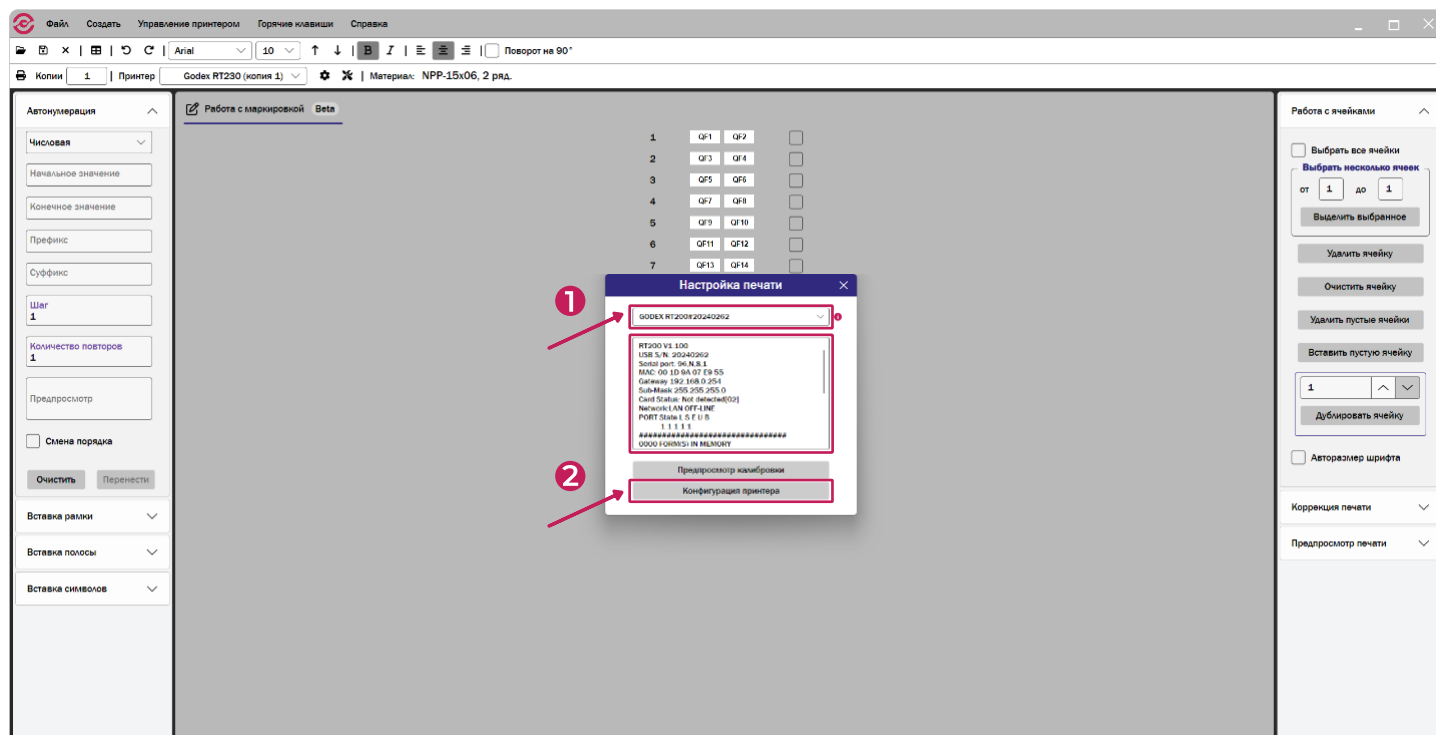 Файл Создать Управление принтером Горячие клавиши Справка
Arial 10 B I Поворот на 90°
Копии 1 Принтер Godex RT230 (копия 1) Материал: NPP-15x06, 2 ряд.
Автонумерация
Числовая
Начальное значение
Конечное значение
Префикс
Суффикс
Шаг
1
Количество повторов
1
Предпросмотр
Смена порядка
Очистить Перенести
Вставка рамки
Вставка полосы
Вставка символов
Работа с маркировкой Beta
1 QF1 QF2
2 QF3 QF4
3 QF5 QF6
4 QF7 QF8
5 QF9 QF10
6 QF11 QF12
7 QF13 QF14
Настройка печати
1
GODEX RT200#20240262
RT200 V1.100
USB S/N: 20240262
Serial port: 96,N,8,1
MAC: 00 1D 9A 07 E9 55
Gateway 192.168.0.254
Sub-Mask 255.255.255.0
Card Status: Not detected[02]
Network:LAN OFF-LINE
PORT State L S E U B
1 1 1 1 1
################################
0000 FORM(S) IN MEMORY
2
Предпросмотр калибровки
Конфигурация принтера
Работа с ячейками
Выбрать все ячейки
Выбрать несколько ячеек
от 1 до 1
Выделить выбранное
Удалить ячейку
Очистить ячейку
Удалить пустые ячейки
Вставить пустую ячейку
1
Дублировать ячейку
Авторазмер шрифта
Коррекция печати
Предпросмотр печати